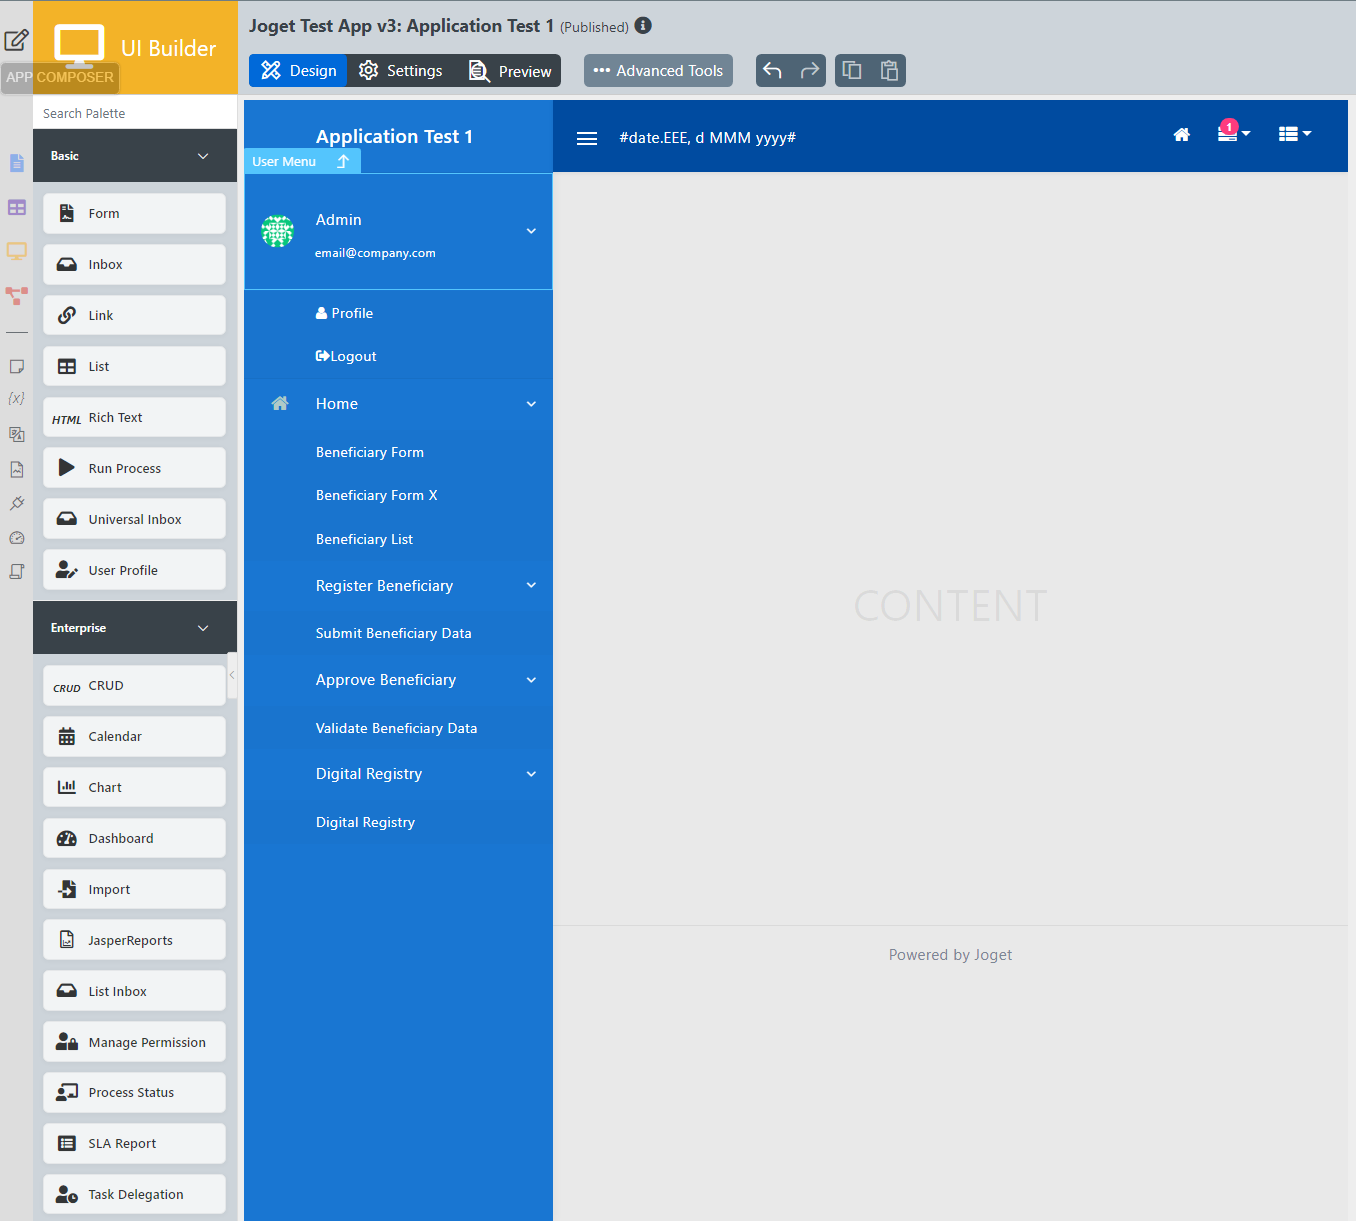 Joget Test App v3: Application Test 1 (Published)
UI Builder
APP COMPOSER
Design
Settings
Preview
Advanced Tools
Search Palette
Basic
Form
Inbox
Link
List
HTML Rich Text
Run Process
Universal Inbox
User Profile
Enterprise
CRUD CRUD
Calendar
Chart
Dashboard
Import
JasperReports
List Inbox
Manage Permission
Process Status
SLA Report
Task Delegation
{x}
Application Test 1
User Menu
Admin
email@company.com
Profile
Logout
Home
Beneficiary Form
Beneficiary Form X
Beneficiary List
Register Beneficiary
Submit Beneficiary Data
Approve Beneficiary
Validate Beneficiary Data
Digital Registry
Digital Registry
#date.EEE, d MMM yyyy#
1
CONTENT
Powered by Joget